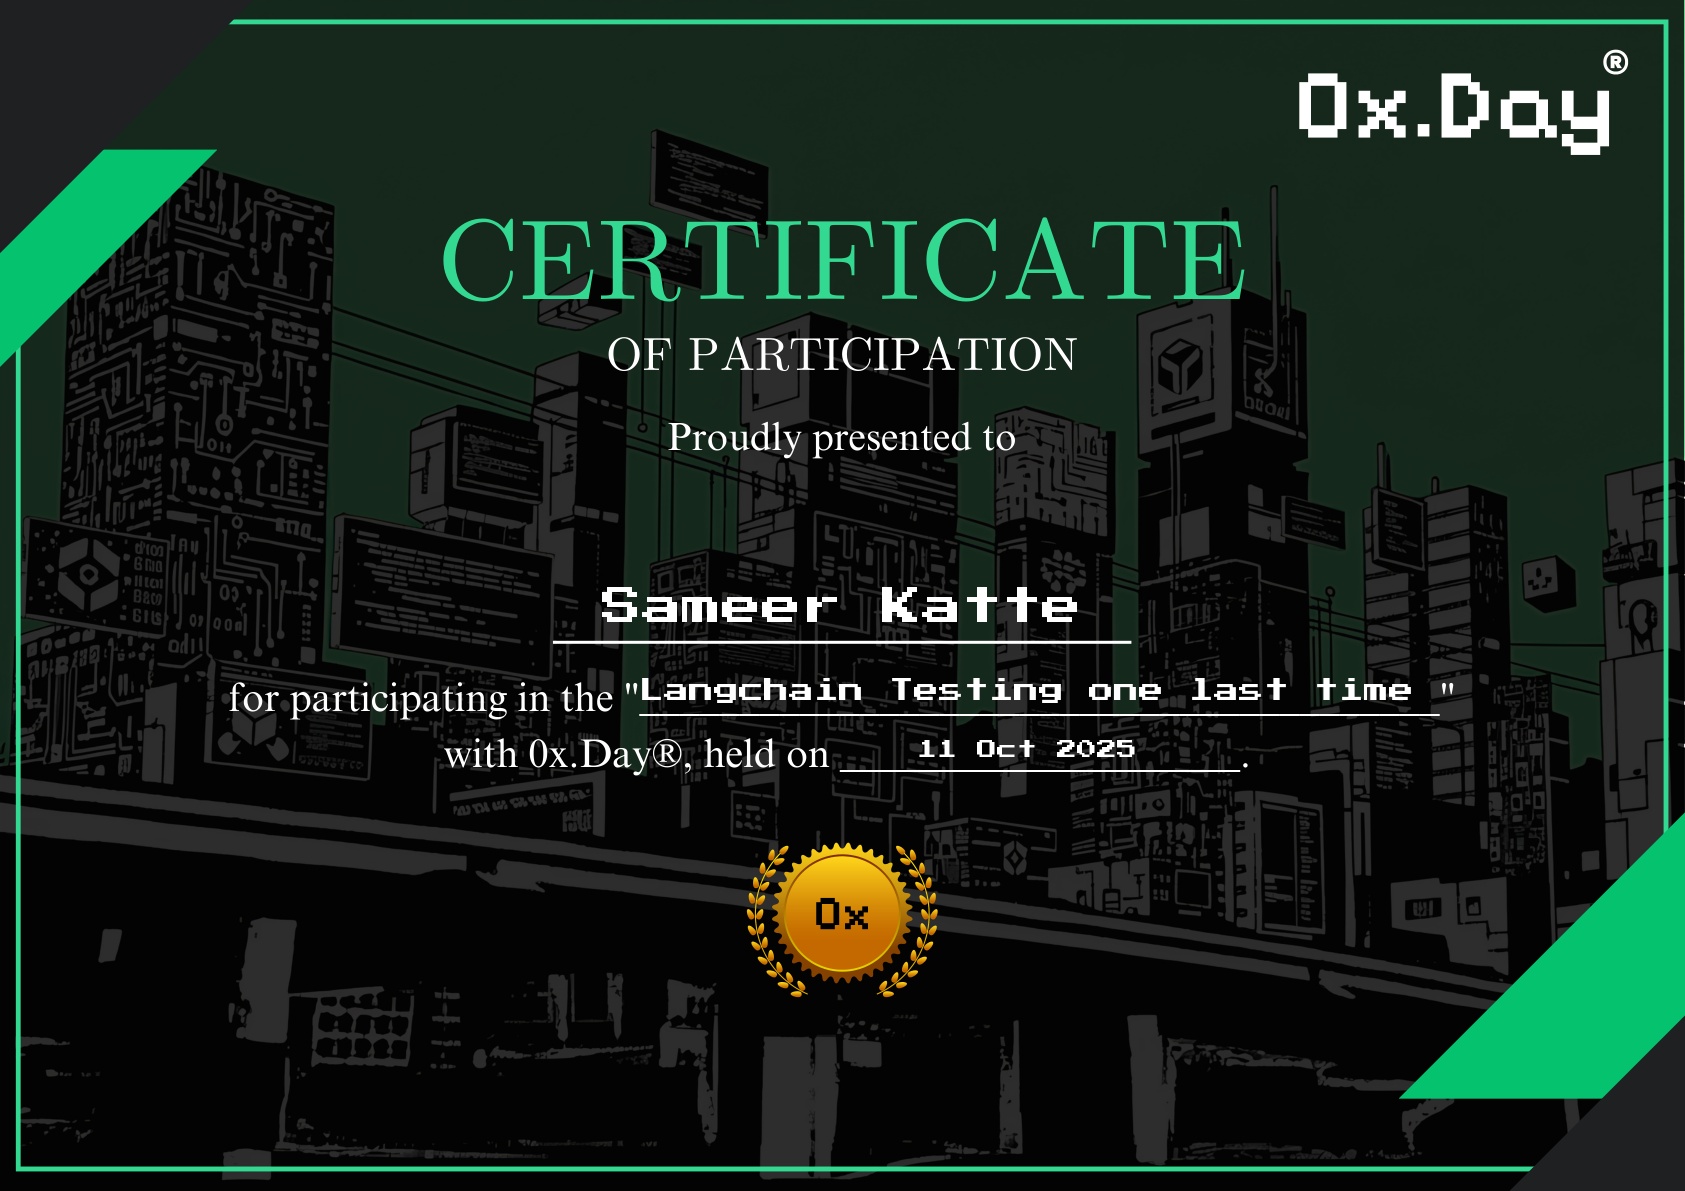 0x.Day®
CERTIFICATE
OF PARTICIPATION
Proudly presented to
Sameer Katte
for participating in the "Langchain Testing one last time "
with 0x.Day®, held on 11 Oct 2025.
0x